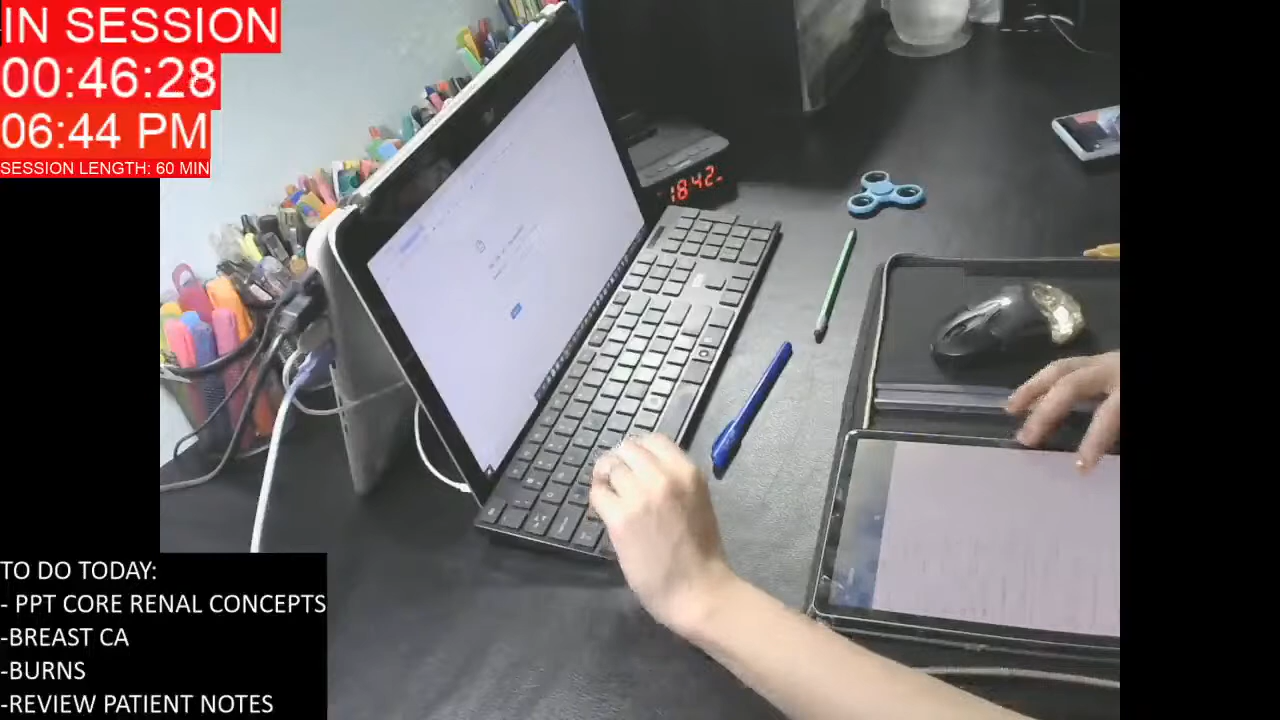 IN SESSION
00:46:28
06:44 PM
SESSION LENGTH: 60 MIN
18:42
TO DO TODAY:
- PPT CORE RENAL CONCEPTS
-BREAST CA
-BURNS
-REVIEW PATIENT NOTES